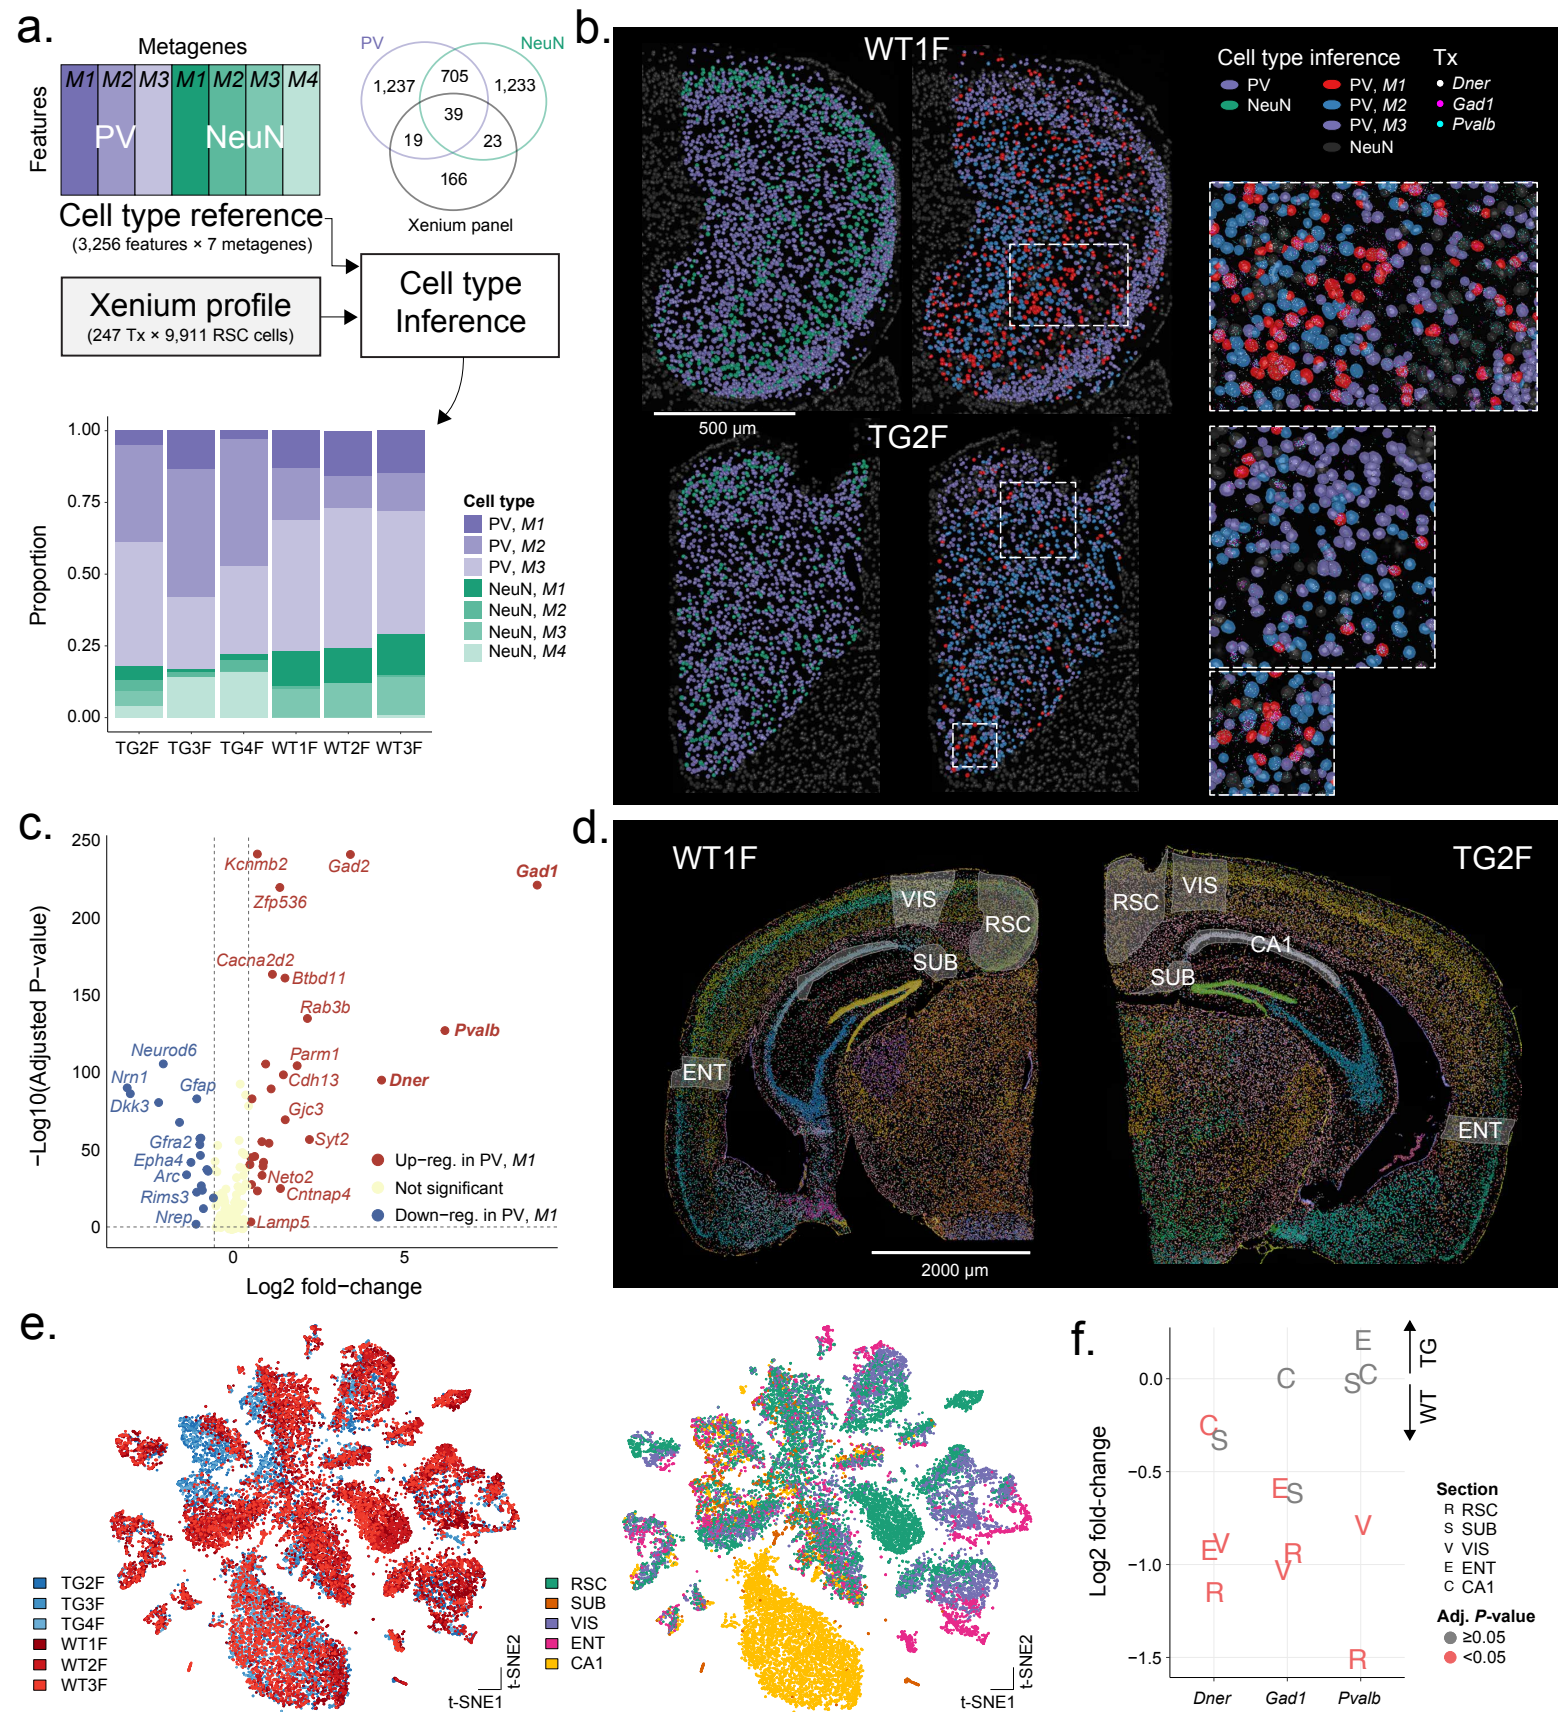 a.
Metagenes
M1 M2 M3 M1 M2 M3 M4
PV NeuN
Features
Cell type reference
(3,256 features × 7 metagenes)
PV
NeuN
1,237
705
1,233
39
19
23
166
Xenium panel
Xenium profile
(247 Tx × 9,911 RSC cells)
Cell type
Inference
1.00
0.75
0.50
0.25
0.00
Proportion
TG2F TG3F TG4F WT1F WT2F WT3F
Cell type
PV, M1
PV, M2
PV, M3
NeuN, M1
NeuN, M2
NeuN, M3
NeuN, M4
b.
WT1F
500 µm
TG2F
Cell type inference
PV
NeuN
PV, M1
PV, M2
PV, M3
NeuN
Tx
Dner
Gad1
Pvalb
c.
250
200
150
100
50
0
−Log10(Adjusted P−value)
Kcnmb2
Gad2
Gad1
Zfp536
Cacna2d2
Btbd11
Rab3b
Pvalb
Neurod6
Parm1
Nrn1
Gfap
Cdh13
Dner
Dkk3
Gjc3
Gfra2
Syt2
Epha4
Arc
Neto2
Rims3
Cntnap4
Nrep
Lamp5
Up−reg. in PV, M1
Not significant
Down−reg. in PV, M1
0 5
Log2 fold−change
d.
WT1F
VIS
RSC
SUB
ENT
2000 µm
TG2F
RSC
VIS
CA1
SUB
ENT
e.
TG2F
TG3F
TG4F
WT1F
WT2F
WT3F
t-SNE1
t-SNE2
RSC
SUB
VIS
ENT
CA1
t-SNE1
t-SNE2
f.
0.0
−0.5
−1.0
−1.5
Log2 fold−change
C
S
E
V
R
C
E
S
R
V
E
C
S
V
R
Dner Gad1 Pvalb
TG
WT
Section
R RSC
S SUB
V VIS
E ENT
C CA1
Adj. P-value
≥0.05
<0.05